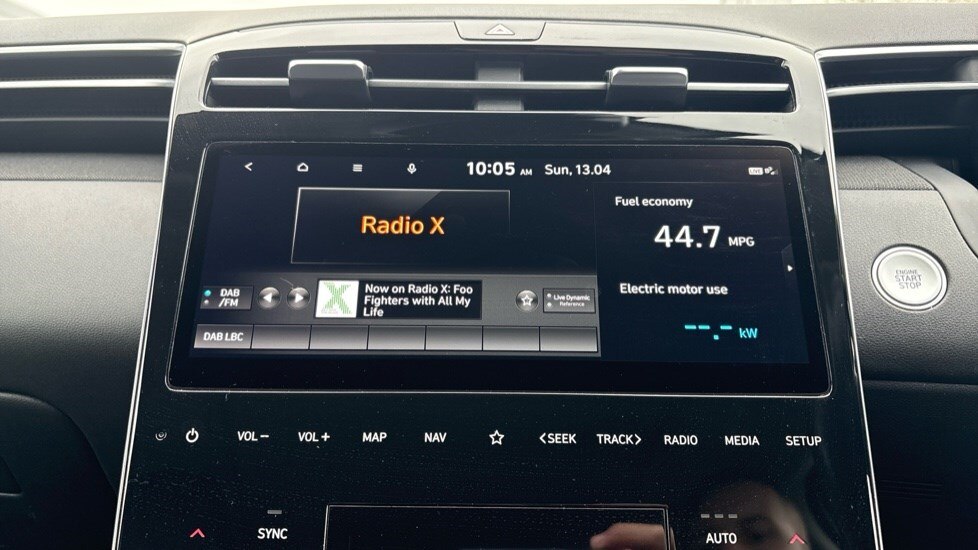 10:05 AM Sun, 13.04
LIVE
Radio X
Fuel economy
44.7 MPG
Electric motor use
--.- kW
DAB
/FM
X
Now on Radio X: Foo
Fighters with All My
Life
Live Dynamic
Reference
DAB LBC
ENGINE
START
STOP
VOL− VOL+ MAP NAV <SEEK TRACK> RADIO MEDIA SETUP
SYNC
AUTO